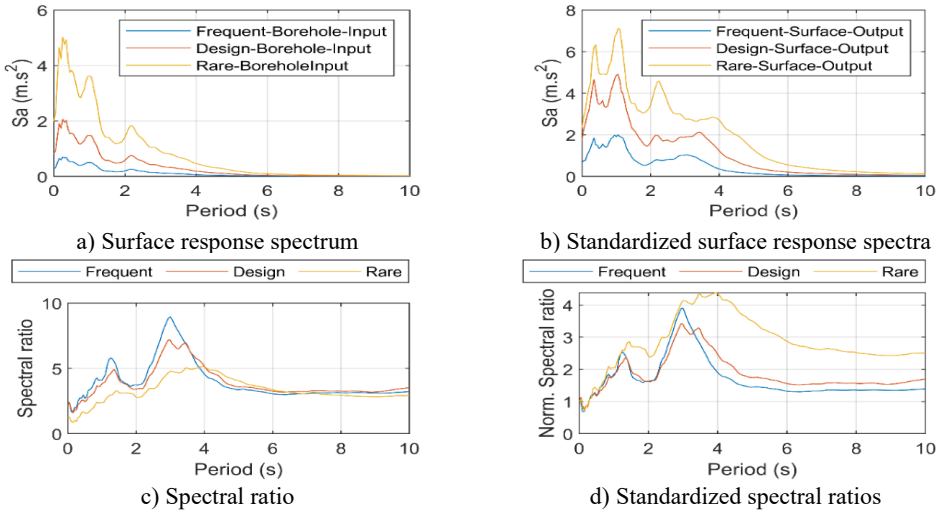 6
4
2
0
Sa (m.s²)
Frequent-Borehole-Input
Design-Borehole-Input
Rare-BoreholeInput
0 2 4 6 8 10
Period (s)
a) Surface response spectrum
8
6
4
2
0
Sa (m.s²)
Frequent-Surface-Output
Design-Surface-Output
Rare-Surface-Output
0 2 4 6 8 10
Period (s)
b) Standardized surface response spectra
Frequent Design Rare
10
5
0
Spectral ratio
0 2 4 6 8 10
Period (s)
c) Spectral ratio
Frequent Design Rare
4
3
2
1
0
Norm. Spectral ratio
0 2 4 6 8 10
Period (s)
d) Standardized spectral ratios